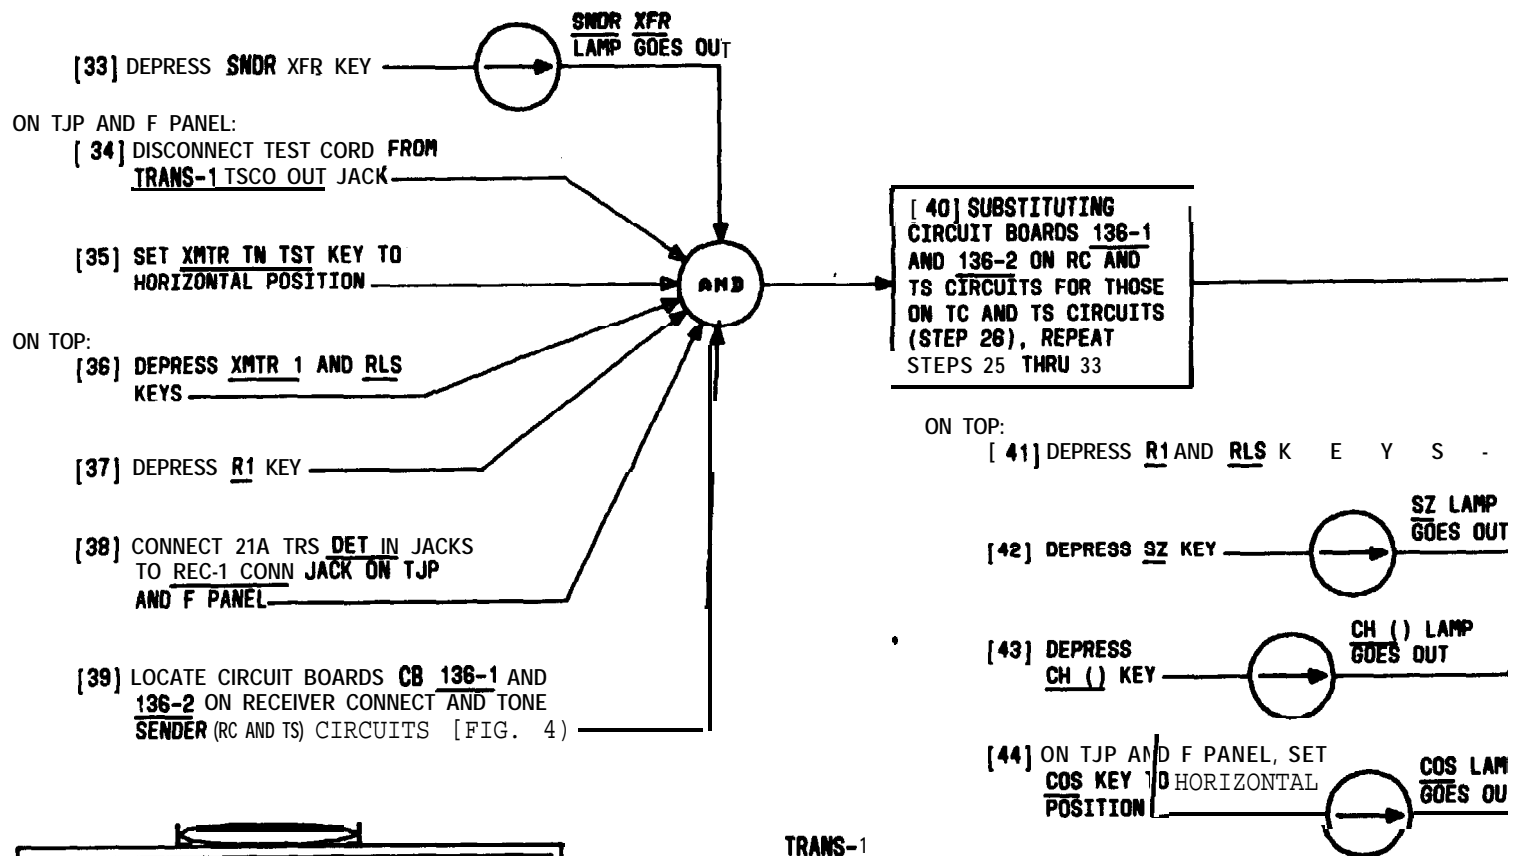 SNDR XFR
LAMP GOES OUT
[33] DEPRESS SNDR XFR KEY
ON TJP AND F PANEL:
[34] DISCONNECT TEST CORD FROM
TRANS-1 TSCO OUT JACK
[35] SET XMTR TN TST KEY TO
HORIZONTAL POSITION
ON TOP:
[36] DEPRESS XMTR 1 AND RLS
KEYS
[37] DEPRESS R1 KEY
[38] CONNECT 21A TRS DET IN JACKS
TO REC-1 CONN JACK ON TJP
AND F PANEL
[39] LOCATE CIRCUIT BOARDS CB 136-1 AND
136-2 ON RECEIVER CONNECT AND TONE
SENDER (RC AND TS) CIRCUITS [FIG. 4)
AND
[40] SUBSTITUTING
CIRCUIT BOARDS 136-1
AND 136-2 ON RC AND
TS CIRCUITS FOR THOSE
ON TC AND TS CIRCUITS
(STEP 26), REPEAT
STEPS 25 THRU 33
ON TOP:
[41] DEPRESS R1 AND RLS KEYS -
[42] DEPRESS SZ KEY
SZ LAMP
GOES OUT
[43] DEPRESS
CH () KEY
CH () LAMP
GOES OUT
[44] ON TJP AND F PANEL, SET
COS KEY TO HORIZONTAL
POSITION
COS LAM
GOES OU
TRANS-1